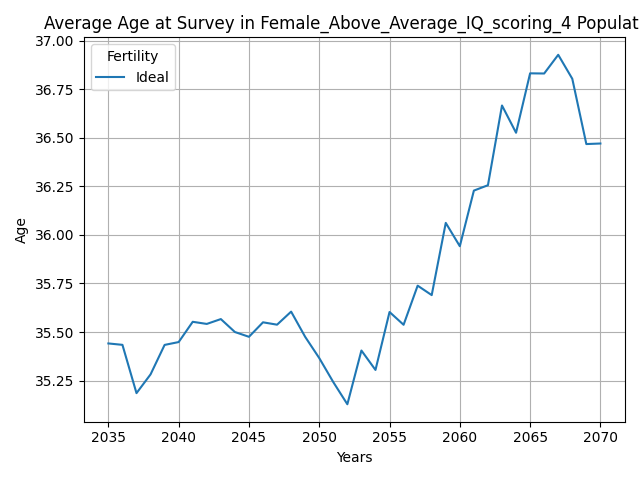 Average Age at Survey in Female_Above_Average_IQ_scoring_4 Populat
37.00
36.75
36.50
36.25
36.00
35.75
35.50
35.25
Age
Fertility
Ideal
2035 2040 2045 2050 2055 2060 2065 2070
Years